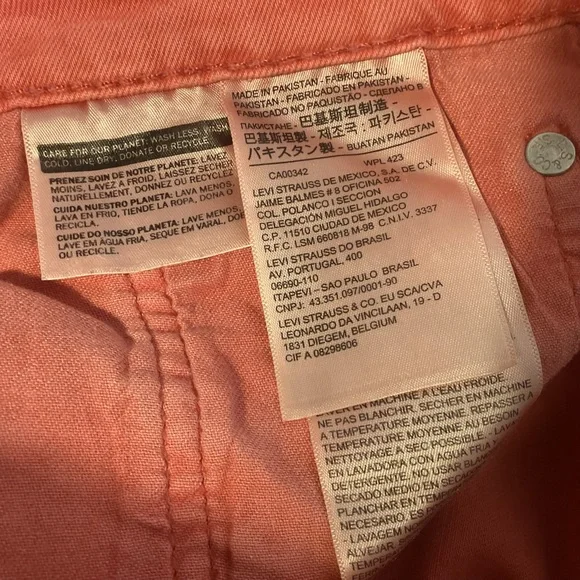 CARE FOR OUR PLANET: WASH LESS, WASH
COLD, LINE DRY, DONATE OR RECYCLE.
PRENEZ SOIN DE NOTRE PLANETE: LAVEZ
MOINS, LAVEZ À FROID, LAISSEZ SÉCHER
NATURELLEMENT, DONNEZ OU RECYCLEZ
CUIDA NUESTRO PLANETA: LAVA MENOS,
LAVA EN FRIO, TIENDE LA ROPA, DONA O
RECICLA.
CUIDE DO NOSSO PLANETA: LAVE MENOS,
LAVE EM ÁGUA FRIA, SEQUE EM VARAL, DOE
OU RECICLE.
MADE IN PAKISTAN - FABRIQUE AU
PAKISTAN - FABRICADO EN PAKISTAN -
FABRICADO NO PAQUISTÃO - СДЕЛАНО В
ПАКИСТАНЕ - 巴基斯坦制造 -
巴基斯坦製 - 제조국 : 파키스탄 -
パキスタン製 - BUATAN PAKISTAN
CA00342 WPL 423
LEVI STRAUSS DE MEXICO, S.A. DE C.V.
JAIME BALMES # 8 OFICINA 502
COL. POLANCO I SECCION
DELEGACIÓN MIGUEL HIDALGO
C.P. 11510 CIUDAD DE MEXICO
R.F.C. LSM 660818 M-98 C.N.I.V. 3337
LEVI STRAUSS DO BRASIL
AV. PORTUGAL, 400
06690-110
ITAPEVI – SAO PAULO BRASIL
CNPJ: 43.351.097/0001-90
LEVI STRAUSS & CO. EU SCA/CVA
LEONARDO DA VINCILAAN, 19 - D
1831 DIEGEM, BELGIUM
CIF A 08298606
EN MACHINE A L'EAU FROIDE.
NE PAS BLANCHIR. SECHER EN MACHINE
A TEMPERATURE MOYENNE. REPASSER A
TEMPERATURE MOYENNE AU BESOIN
NETTOYAGE A SEC POSSIBLE. - LAVA
EN LAVADORA CON AGUA FRIA
DETERGENTE, NO USAR
SECADO MEDIO EN
PLANCHAR EN
NECESARIO. ES
LAVAGEM
ALVEJAR.
TEMPERATURA